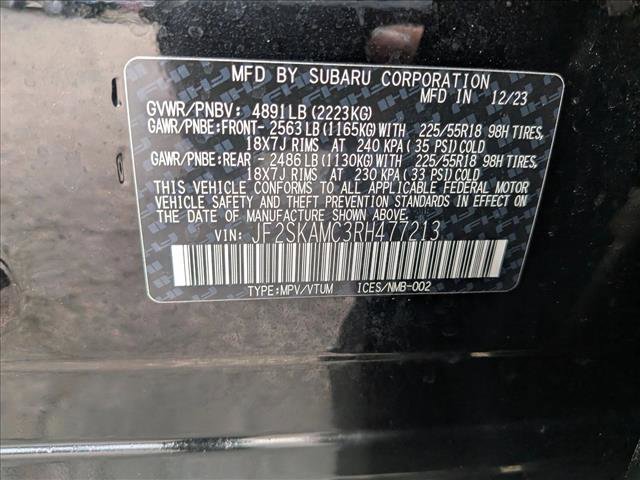 MFD BY SUBARU CORPORATION
MFD IN 12/23
GVWR/PNBV: 4891LB(2223KG)
GAWR/PNBE:FRONT- 2563LB(1165KG)WITH 225/55R18 98H TIRES,
18X7J RIMS AT 240 KPA( 35 PSI)COLD
GAWR/PNBE:REAR - 2486LB(1130KG)WITH 225/55R18 98H TIRES,
18X7J RIMS AT 230 KPA( 33 PSI)COLD
THIS VEHICLE CONFORMS TO ALL APPLICABLE FEDERAL MOTOR
VEHICLE SAFETY AND THEFT PREVENTION STANDARDS IN EFFECT ON
THE DATE OF MANUFACTURE SHOWN ABOVE.
VIN: JF2SKAMC3RH477213
TYPE:MPV/VTUM ICES/NMB-002